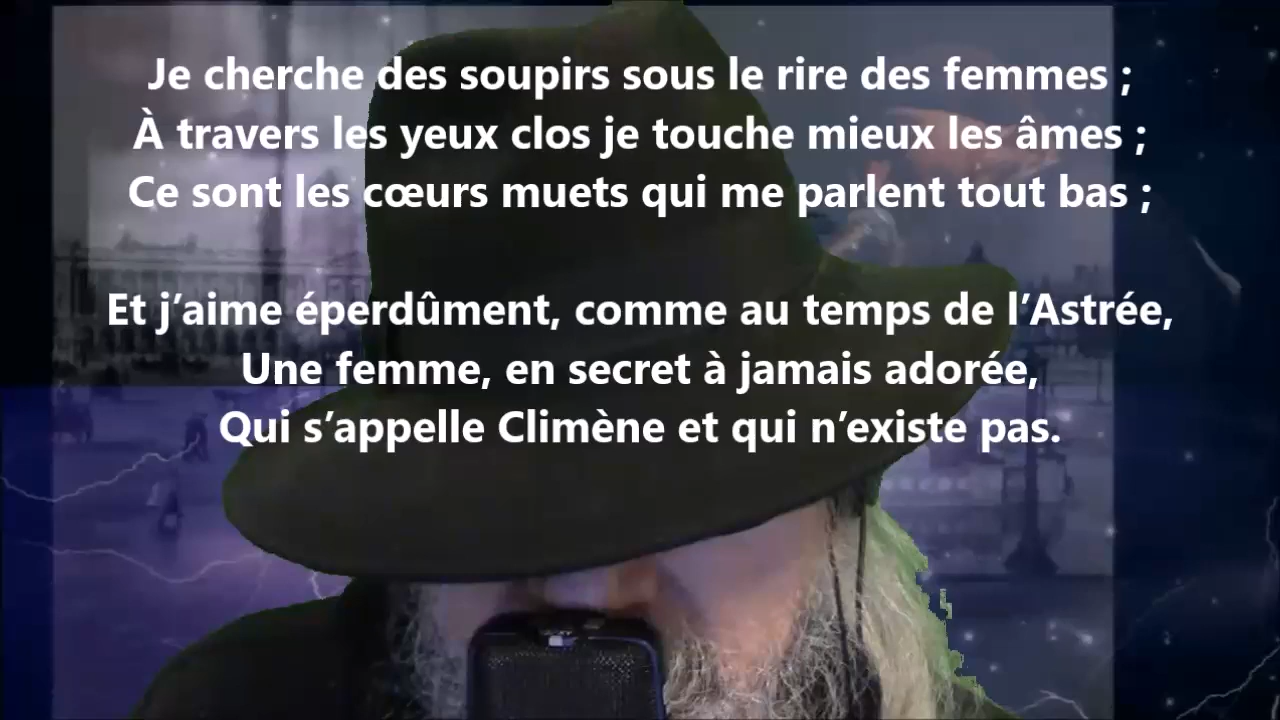 Je cherche des soupirs sous le rire des femmes ;
À travers les yeux clos je touche mieux les âmes ;
Ce sont les cœurs muets qui me parlent tout bas ;
Et j’aime éperdûment, comme au temps de l’Astrée,
Une femme, en secret à jamais adorée,
Qui s’appelle Climène et qui n’existe pas.